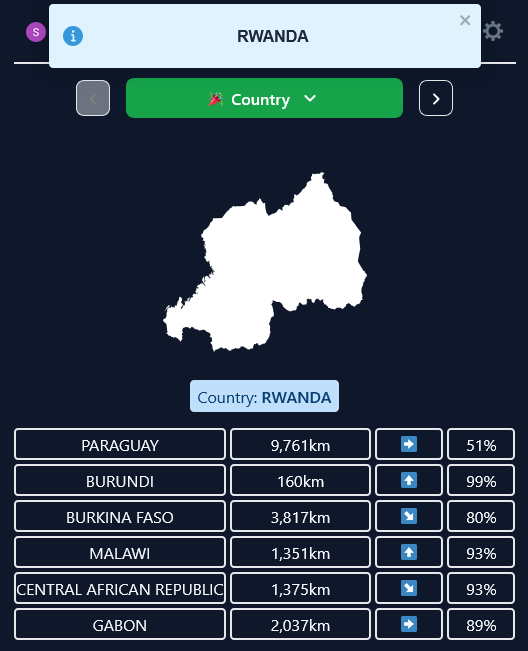 S
RWANDA
Country
Country: RWANDA
PARAGUAY 9,761km 51%
BURUNDI 160km 99%
BURKINA FASO 3,817km 80%
MALAWI 1,351km 93%
CENTRAL AFRICAN REPUBLIC 1,375km 93%
GABON 2,037km 89%